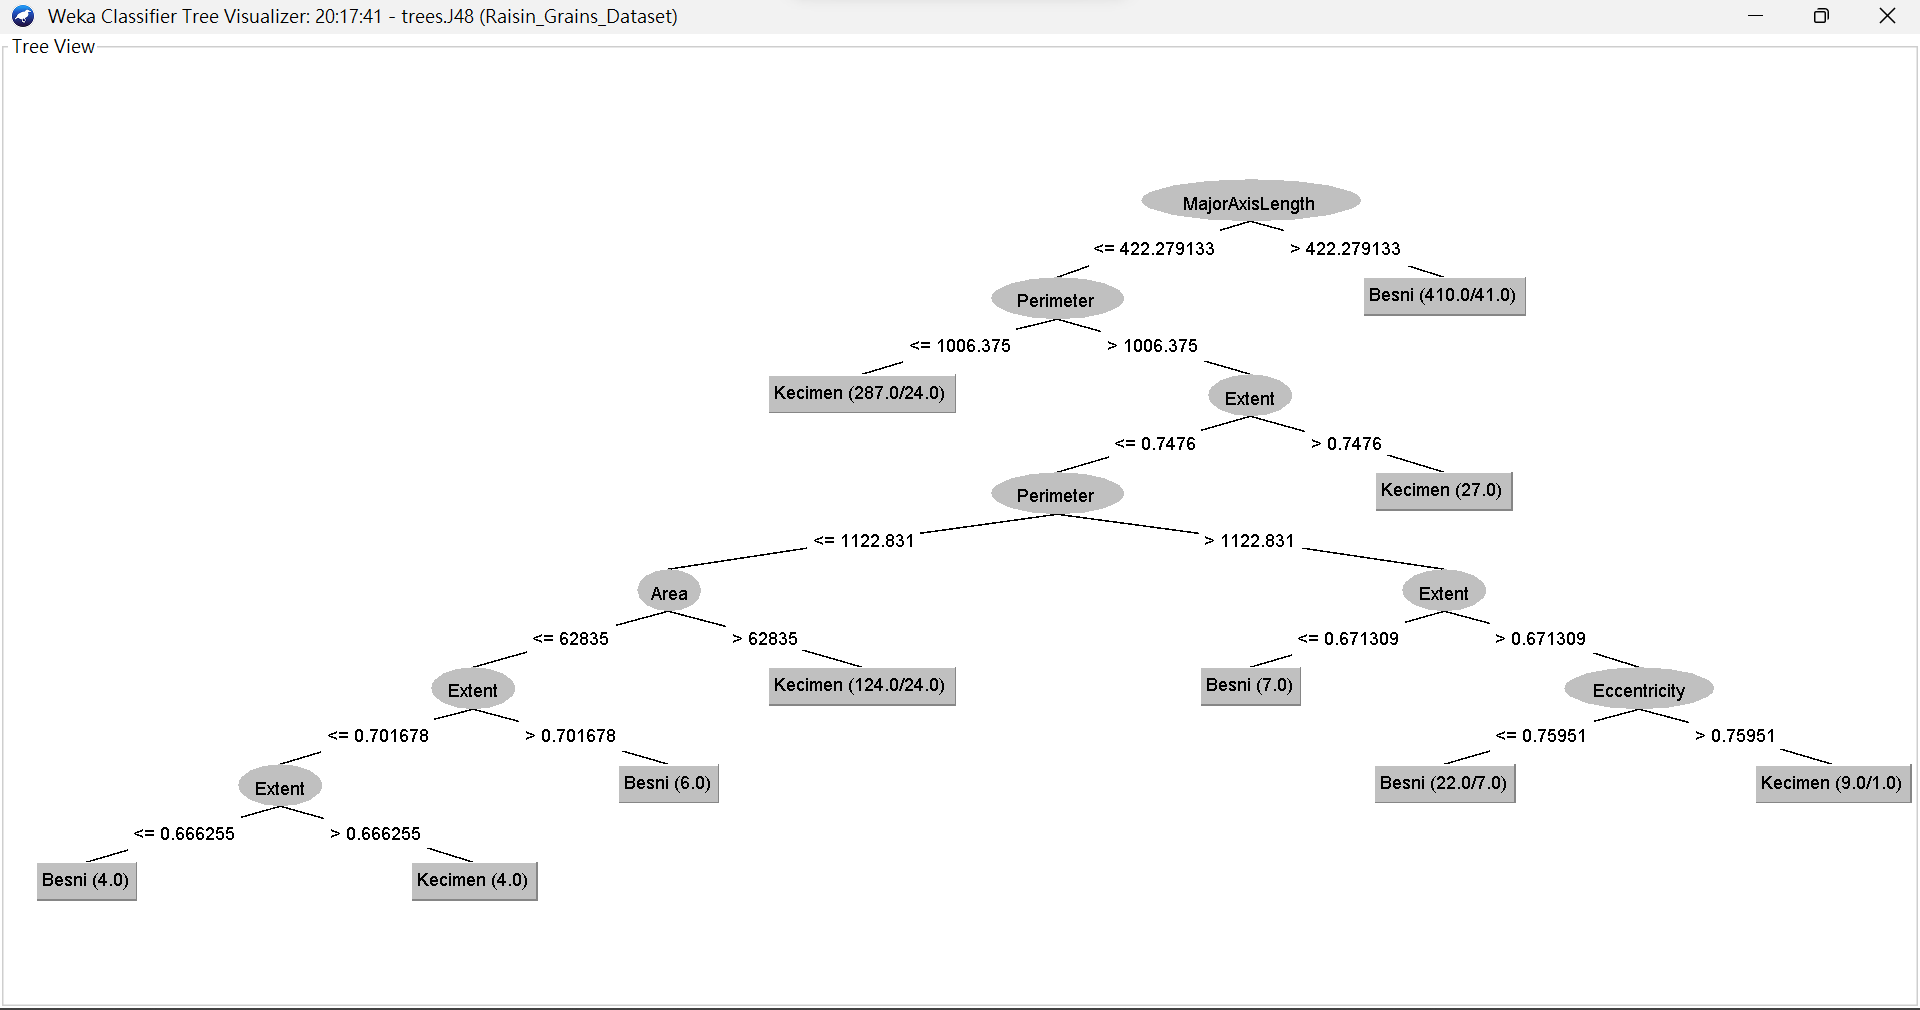 Weka Classifier Tree Visualizer: 20:17:41 - trees.J48 (Raisin_Grains_Dataset)
Tree View
MajorAxisLength
<= 422.279133
> 422.279133
Perimeter
Besni (410.0/41.0)
<= 1006.375
> 1006.375
Kecimen (287.0/24.0)
Extent
<= 0.7476
> 0.7476
Perimeter
Kecimen (27.0)
<= 1122.831
> 1122.831
Area
Extent
<= 62835
> 62835
<= 0.671309
> 0.671309
Extent
Kecimen (124.0/24.0)
Besni (7.0)
Eccentricity
<= 0.701678
> 0.701678
<= 0.75951
> 0.75951
Extent
Besni (6.0)
Besni (22.0/7.0)
Kecimen (9.0/1.0)
<= 0.666255
> 0.666255
Besni (4.0)
Kecimen (4.0)